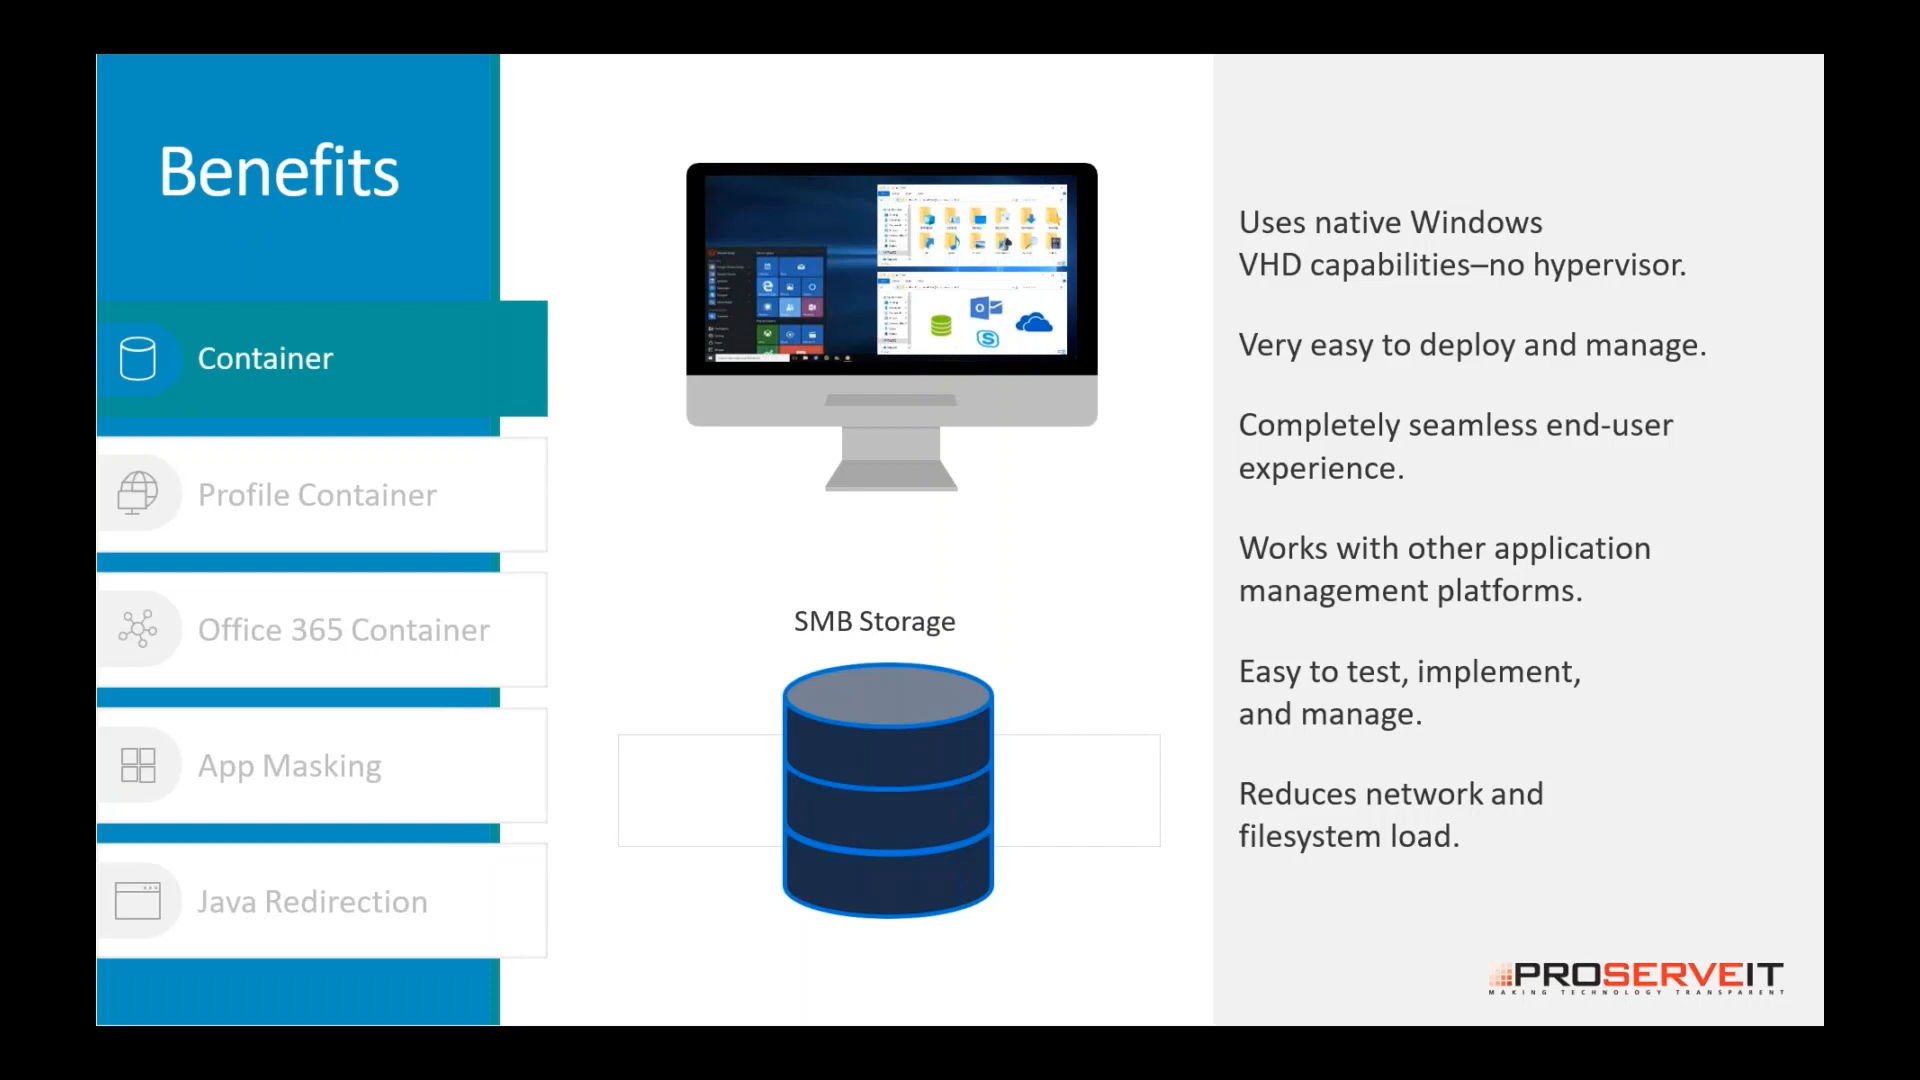 Benefits
Container
Profile Container
Office 365 Container
App Masking
Java Redirection
SMB Storage
Uses native Windows
VHD capabilities–no hypervisor.
Very easy to deploy and manage.
Completely seamless end-user
experience.
Works with other application
management platforms.
Easy to test, implement,
and manage.
Reduces network and
filesystem load.
PROSERVEIT
MAKING TECHNOLOGY TRANSPARENT